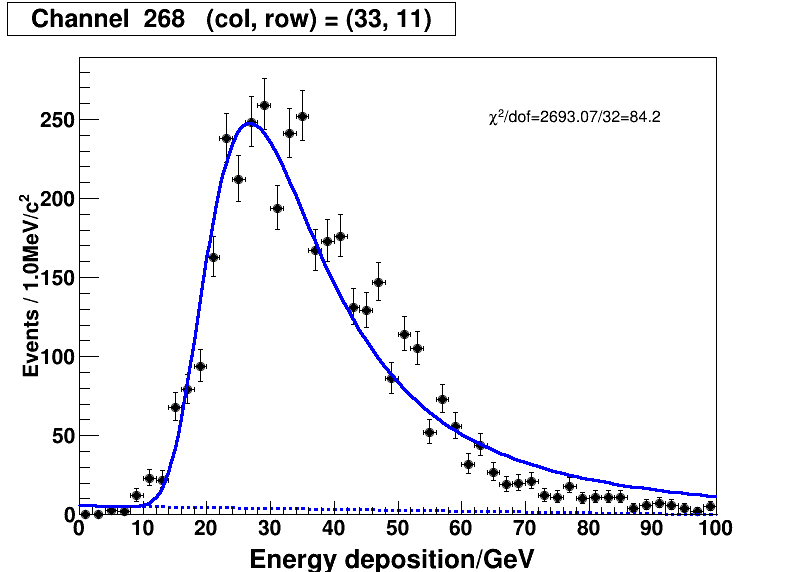 Channel 268 (col, row) = (33, 11)
χ²/dof=2693.07/32=84.2
Events / 1.0MeV/c²
250
200
150
100
50
0
0 10 20 30 40 50 60 70 80 90 100
Energy deposition/GeV